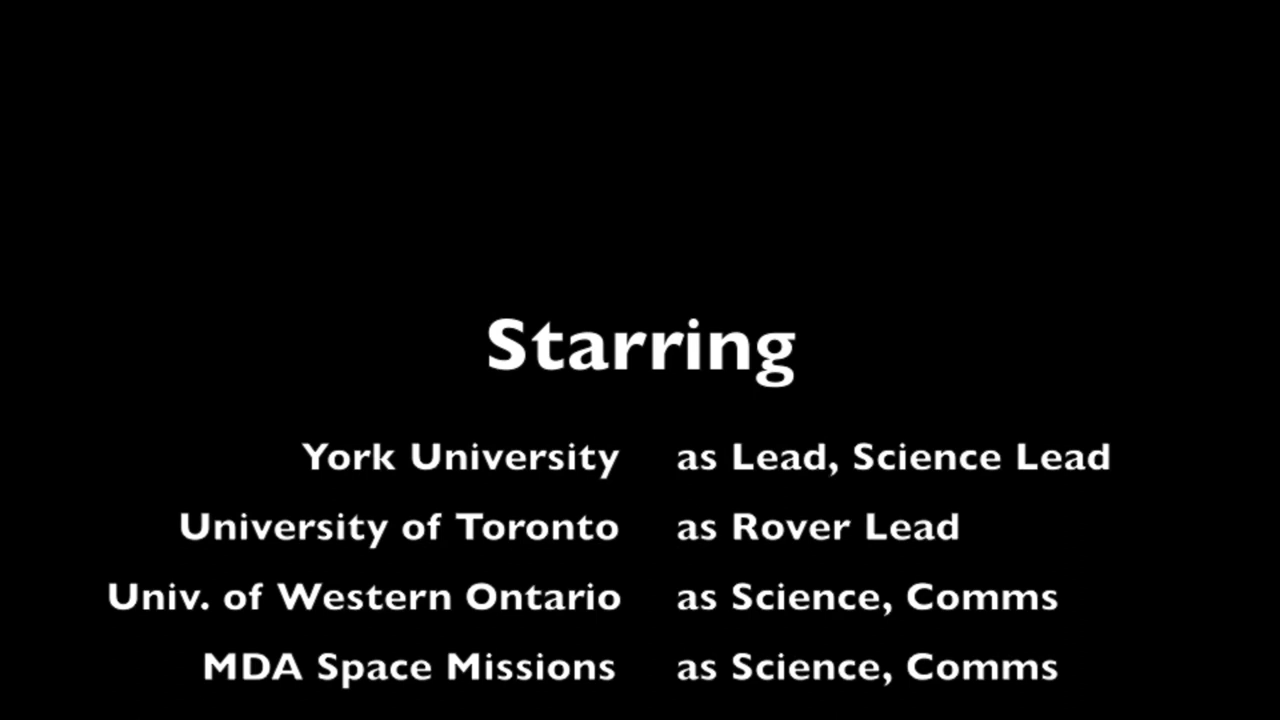 Starring
York University as Lead, Science Lead
University of Toronto as Rover Lead
Univ. of Western Ontario as Science, Comms
MDA Space Missions as Science, Comms